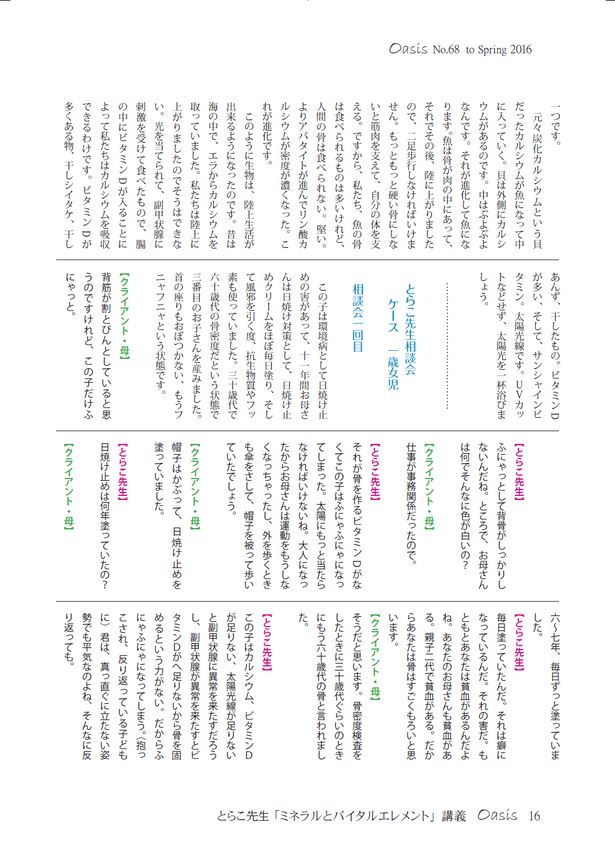 Oasis No.68 to Spring 2016
一つです。
元々炭化カルシウムという貝
だったカルシウムが魚になって中
に入っていく。貝は外側にカルシ
ウムがあるのです。中はぶよぶよ
なんです。それが進化して魚にな
ります。魚は骨が肉の中にあって、
それでその後、陸に上がりました
ので、二足歩行しなければいけま
せん。もっともっと硬い骨にしな
いと筋肉を支えて、自分の体を支
える。ですから、私たち、魚の骨
は食べられるものは多いけれど、
人間の骨は食べられない。堅い。
よりアパタイトが進んでリン酸カ
ルシウムが密度が濃くなった。こ
れが進化です。
このように生物は、陸上生活が
出来るようになったのです。昔は
海の中で、エラからカルシウムを
取っていました。私たちは陸上に
上がりましたのでそうはできな
い。光を当てられて、副甲状腺に
刺激を受けて食べたもので、腸
の中にビタミンDが入ることに
よって私たちはカルシウムを吸収
できるわけです。ビタミンDが
多くある物、干しシイタケ、干し
あんず、干したもの。ビタミンD
が多い、そして、サンシャインビ
タミン。太陽光線です。UVカッ
トなどせず、太陽光を一杯浴びま
しょう。
とらこ先生相談会
ケース 一歳女児
相談会一回目
この子は環境病として日焼け止
めの害があって、十一年間お母さ
んは日焼け対策として、日焼け止
めクリームをほぼ毎日塗り、そし
て風邪を引く度、抗生物質やフッ
素も使っていました。三十歳代で
六十歳代の骨密度だという状態で
三番目のお子さんを産みました。
首の座りもおぼつかない、もうフ
ニャフニャという状態です。
【クライアント・母】
背筋が割とぴんとしていると思
うのですけれど、この子だけふ
にゃっと。
【とらこ先生】
ふにゃっとして背骨がしっかりし
ないんだね。ところで、お母さん
は何でそんなに色が白いの？
【クライアント・母】
仕事が事務関係だったので。
【とらこ先生】
それが骨を作るビタミンDがな
くてこの子はふにゃふにゃになっ
てしまった。太陽にもっと当たら
なければいけないね。大人になっ
たからお母さんは運動をもうしな
くなっちゃったし、外を歩くとき
も傘をさして、帽子を被って歩い
ていたでしょう。
【クライアント・母】
帽子はかぶって、日焼け止めを
塗っていました。
【とらこ先生】
日焼け止めは何年塗っていたの？
【クライアント・母】
六〜七年、毎日ずっと塗っていま
した。
【とらこ先生】
毎日塗っていたんだ。それは癖に
なっているんだ。それの害だ。も
ともとあなたは貧血があるんだよ
ね。あなたのお母さんも貧血があ
る。親子二代で貧血がある。だか
らあなたは骨はすごくもろいと思
います。
【クライアント・母】
そうだと思います。骨密度検査を
したときに三十歳代ぐらいのとき
にもう六十歳代の骨と言われまし
た。
【とらこ先生】
この子はカルシウム、ビタミンD
が足りない、太陽光線が足りない
と副甲状腺に異常を来たすだろう
し、副甲状腺が異常を来たすとビ
タミンDが入足りないから骨を固
めるという力がない。だからふ
にゃふにゃになってしまう。（抱っ
こされ、反り返っている子ども
に）君は、真っ直ぐに立たない姿
勢でも平気なのよね、そんなに反
り返っても。
とらこ先生「ミネラルとバイタルエレメント」講義 Oasis 16